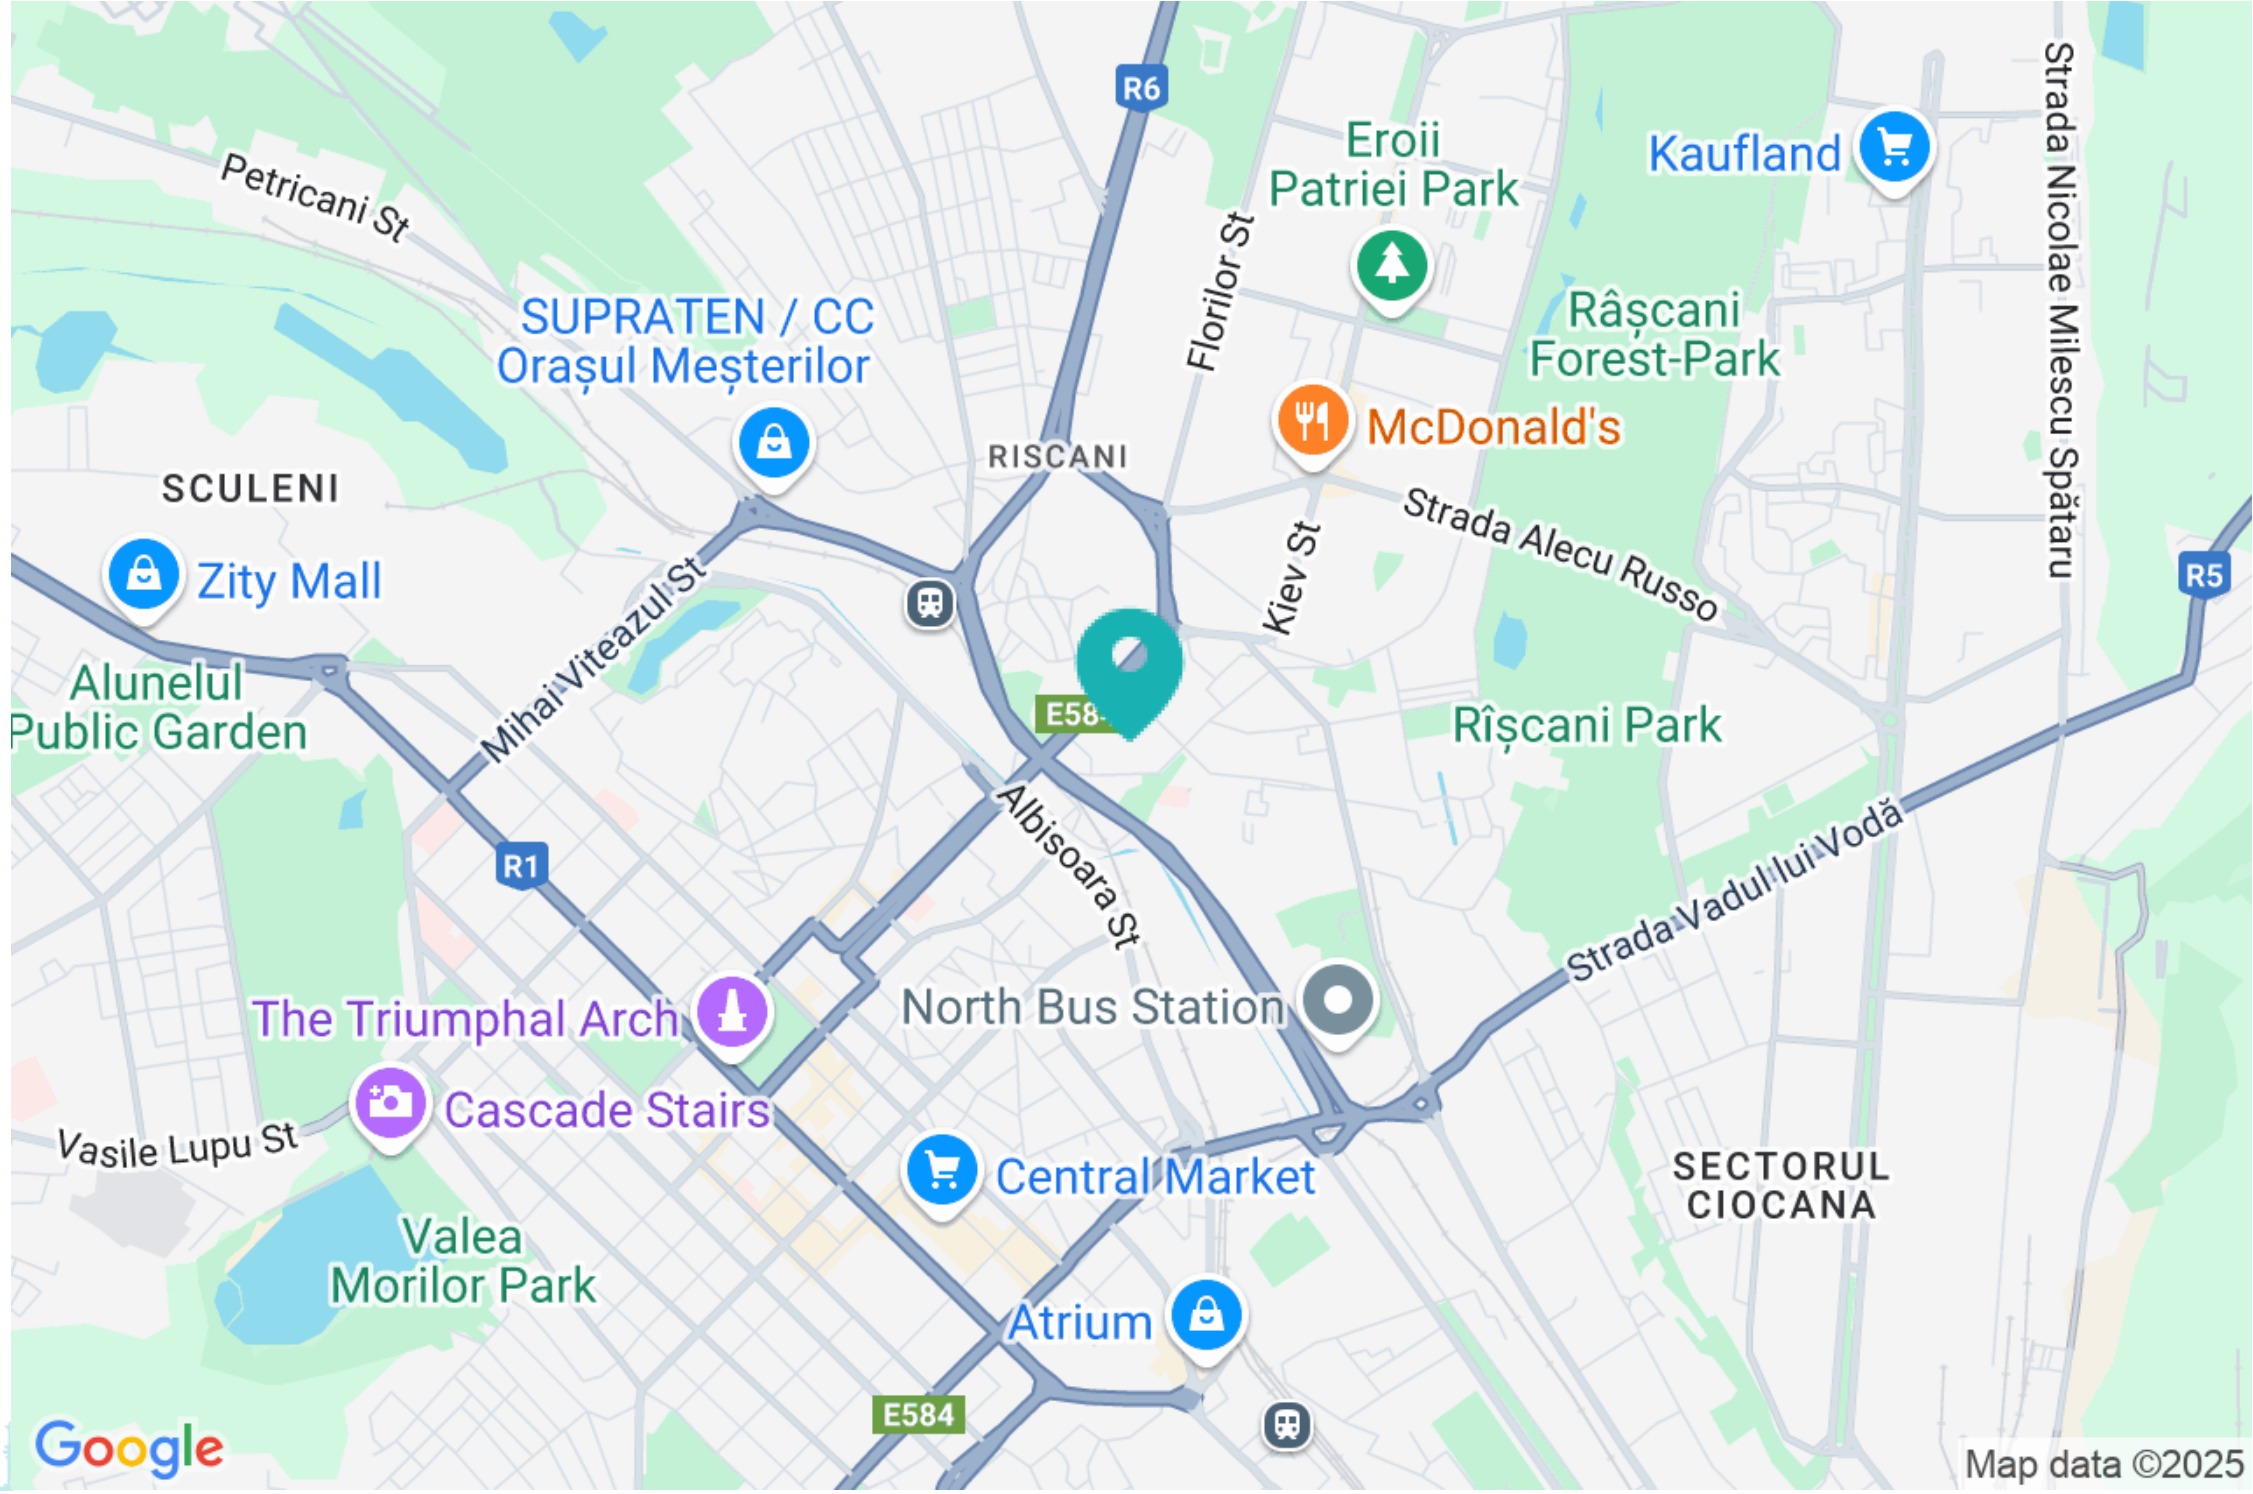 R6
Eroii
Patriei Park
Kaufland
Strada Nicolae Milescu Spătaru
Petricani St
Florilor St
SUPRATEN / CC
Orașul Meșterilor
Râșcani
Forest-Park
McDonald's
RISCANI
SCULENI
Strada Alecu Russo
Zity Mall
Kiev St
R5
Mihai Viteazul St
Alunelul
Public Garden
E58
Rîșcani Park
Albisoara St
R1
Strada Vadul lui Vodă
The Triumphal Arch
North Bus Station
Cascade Stairs
Vasile Lupu St
Central Market
SECTORUL
CIOCANA
Valea
Morilor Park
Atrium
E584
Google
Map data ©2025